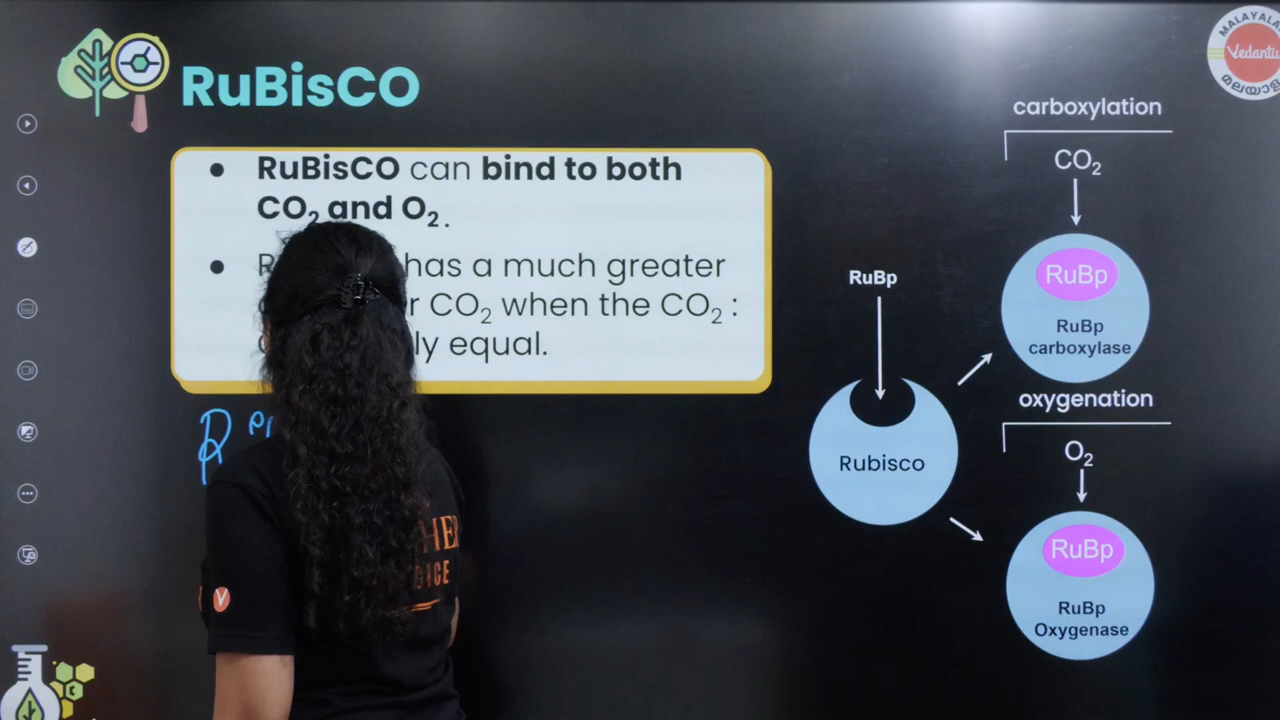 RuBisCO
RuBisCO can bind to both
CO₂ and O₂.
has a much greater
CO₂ when the CO₂ :
equal.
carboxylation
CO₂
RuBp
RuBp
carboxylase
RuBp
Rubisco
oxygenation
O₂
RuBp
RuBp
Oxygenase
Vedantu